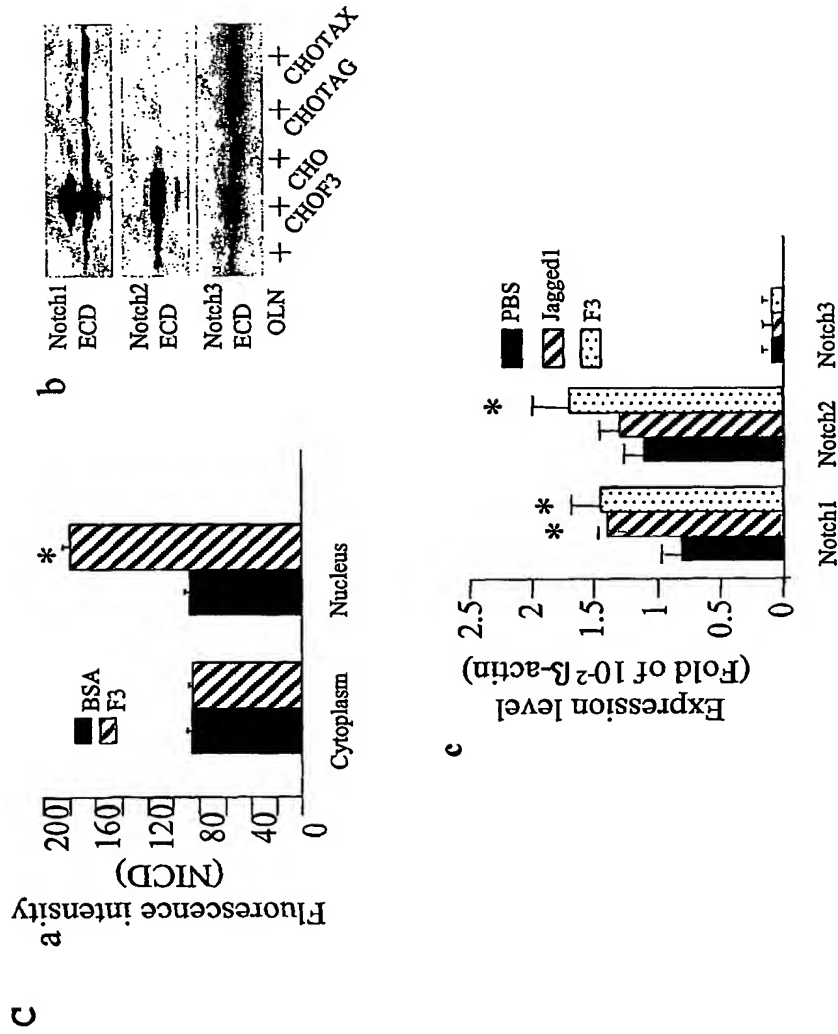 C
a
Fluorescence intensity
(NICD)
200
160
120
80
40
0
BSA
F3
*
Cytoplasm
Nucleus
b
Notch1
ECD
Notch2
ECD
Notch3
ECD
OLN
+ + + + +
CHOF3
CHO
CHOTAG
CHOTAX
c
Expression level
(Fold of 10-2 ß-actin)
2.5
2
1.5
1
0.5
0
PBS
Jagged1
F3
* *
*
Notch1
Notch2
Notch3